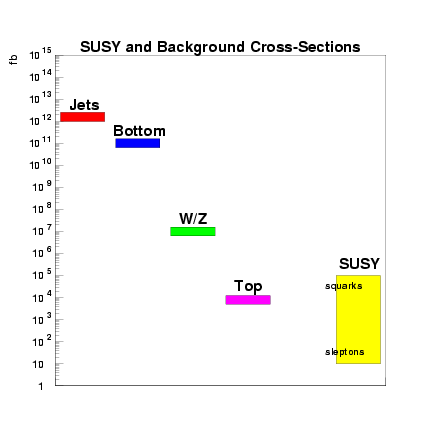 SUSY and Background Cross-Sections
fb
10 15
10 14
10 13
10 12
10 11
10 10
10 9
10 8
10 7
10 6
10 5
10 4
10 3
10 2
10
1
Jets
Bottom
W/Z
Top
SUSY
squarks
sleptons